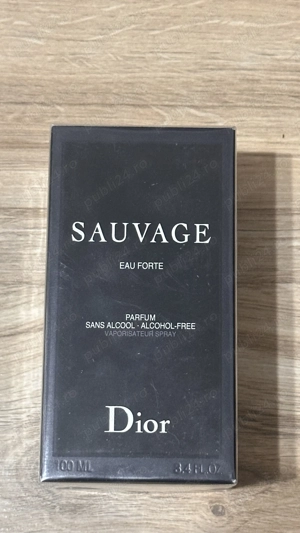 SAUVAGE
EAU FORTE
PARFUM
SANS ALCOOL - ALCOHOL-FREE
VAPORISATEUR SPRAY
Dior
100 ML 3.4 FL.OZ